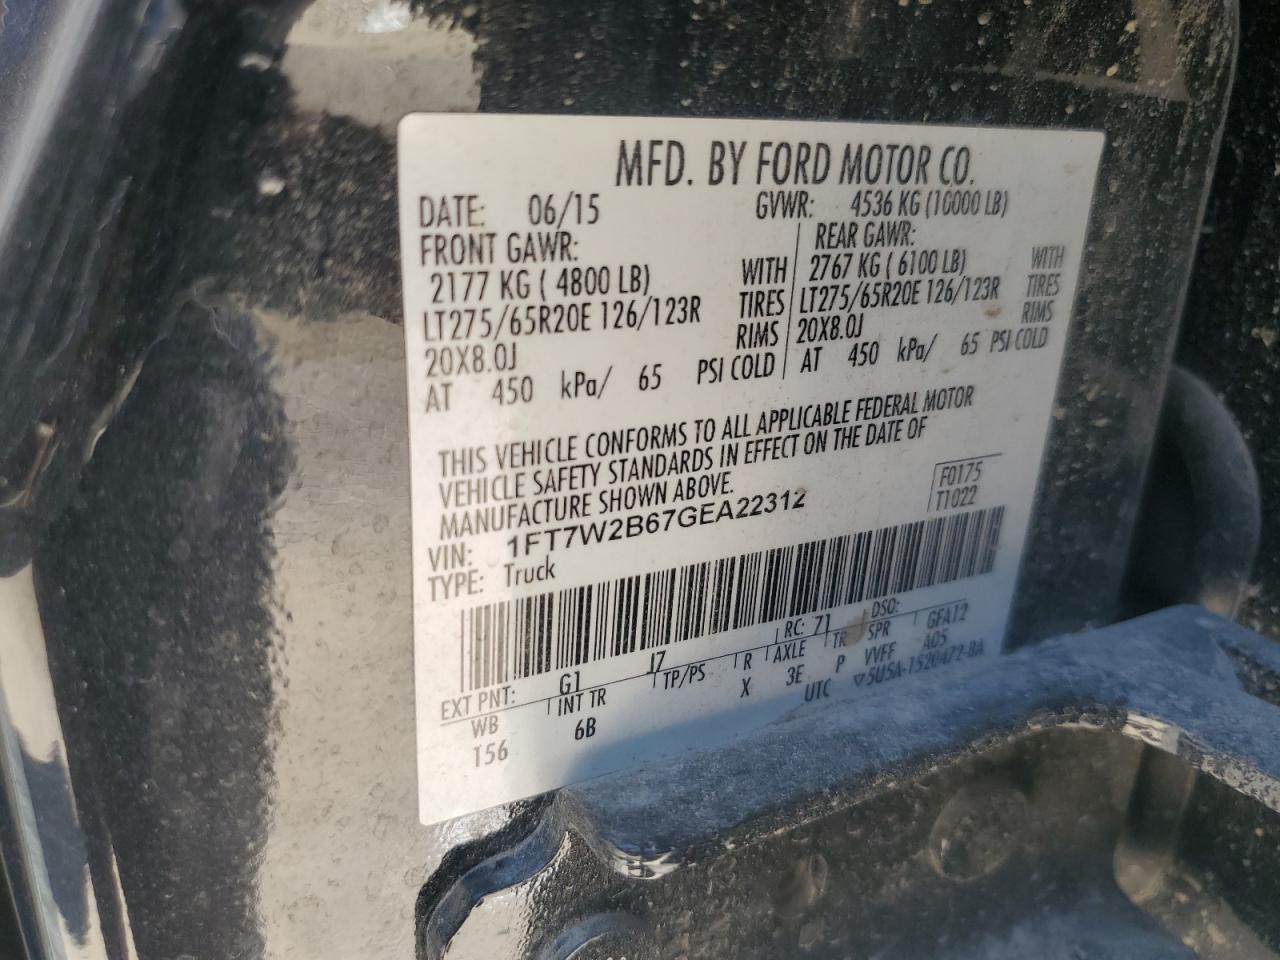 MFD. BY FORD MOTOR CO.
DATE: 06/15 GVWR: 4536 KG (10000 LB)
FRONT GAWR:
2177 KG ( 4800 LB) WITH
LT275/65R20E 126/123R TIRES
20X8.0J RIMS
AT 450 kPa/ 65 PSI COLD
REAR GAWR:
2767 KG ( 6100 LB) WITH
LT275/65R20E 126/123R TIRES
20X8.0J RIMS
AT 450 kPa/ 65 PSI COLD
THIS VEHICLE CONFORMS TO ALL APPLICABLE FEDERAL MOTOR
VEHICLE SAFETY STANDARDS IN EFFECT ON THE DATE OF
MANUFACTURE SHOWN ABOVE.
F0175
T1022
VIN: 1FT7W2B67GEA22312
TYPE: Truck
EXT PNT: G1 J7 RC: 71 DSO:
WB INT TR TP/PS R AXLE TR SPR GFA12
156 6B X 3E P VVFF A05
UTC ▽5U5A-1520472-BA